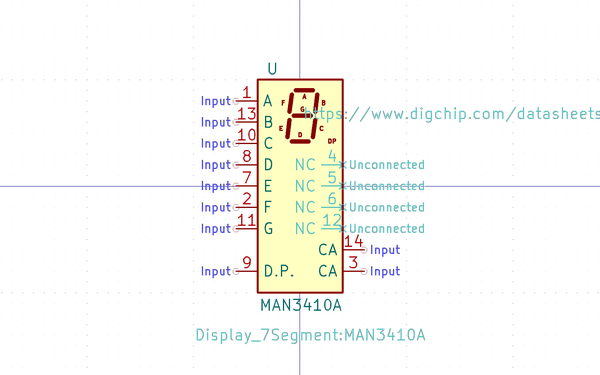 U
Input 1 A
Input 13 B
Input 10 C
Input 8 D
Input 7 E
Input 2 F
Input 11 G
Input 9 D.P.
A
F B
G
E C
D
DP
https://www.digchip.com/datasheets
NC 4 Unconnected
NC 5 Unconnected
NC 6 Unconnected
NC 12 Unconnected
CA 14 Input
CA 3 Input
MAN3410A
Display_7Segment:MAN3410A